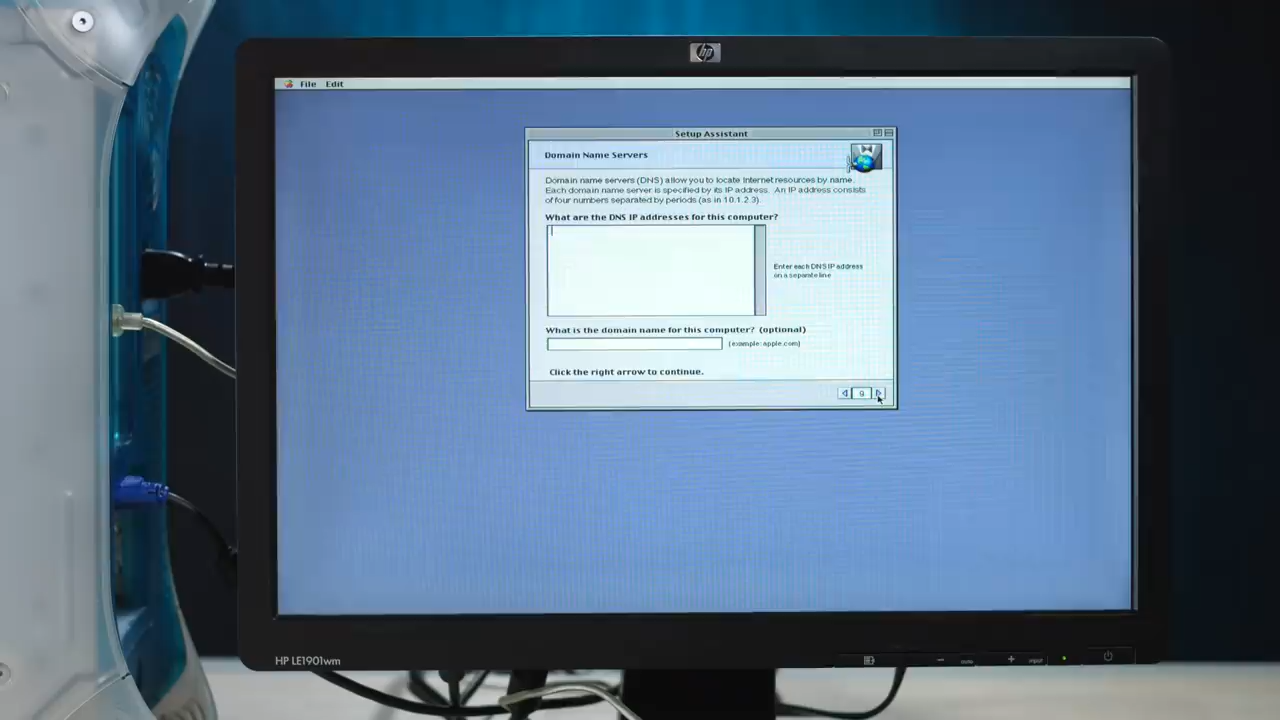 hp
File Edit
Setup Assistant
Domain Name Servers
Domain name servers (DNS) allow you to locate Internet resources by name.
Each domain name server is specified by its IP address. An IP address consists
of four numbers separated by periods (as in 10.1.2.3).
What are the DNS IP addresses for this computer?
Enter each DNS IP address
on a separate line
What is the domain name for this computer? (optional)
(example: apple.com)
Click the right arrow to continue.
9
HP LE1901wm
- auto + input